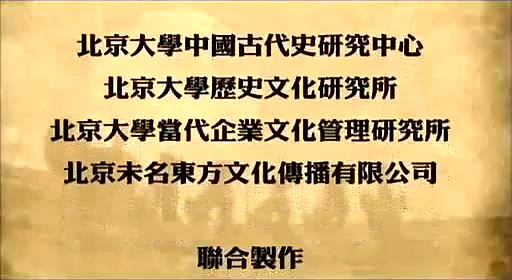 北京大學中國古代史研究中心
北京大學歷史文化研究所
北京大學當代企業文化管理研究所
北京未名東方文化傳播有限公司
聯合製作